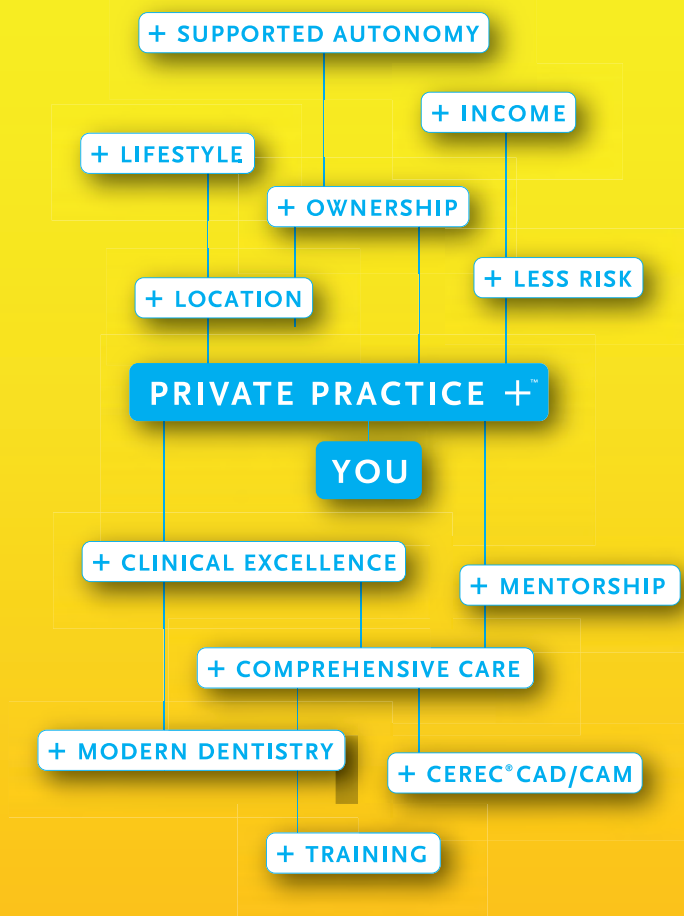 + SUPPORTED AUTONOMY
+ INCOME
+ LIFESTYLE
+ OWNERSHIP
+ LESS RISK
+ LOCATION
PRIVATE PRACTICE +™
YOU
+ CLINICAL EXCELLENCE
+ MENTORSHIP
+ COMPREHENSIVE CARE
+ MODERN DENTISTRY
+ CEREC® CAD/CAM
+ TRAINING